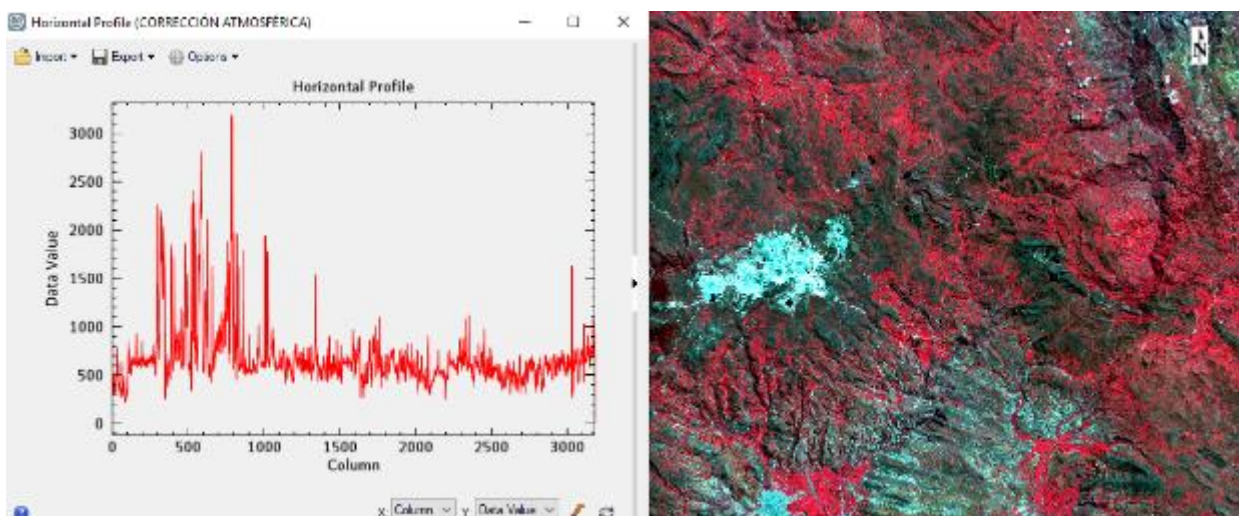 Horizontal Profile (CORRECCIÓN ATMOSFÉRICA)
Import Export Options
Horizontal Profile
3000
2500
2000
1500
1000
500
0
Data Value
0 500 1000 1500 2000 2500 3000
Column
x: Column y: Data Value
N